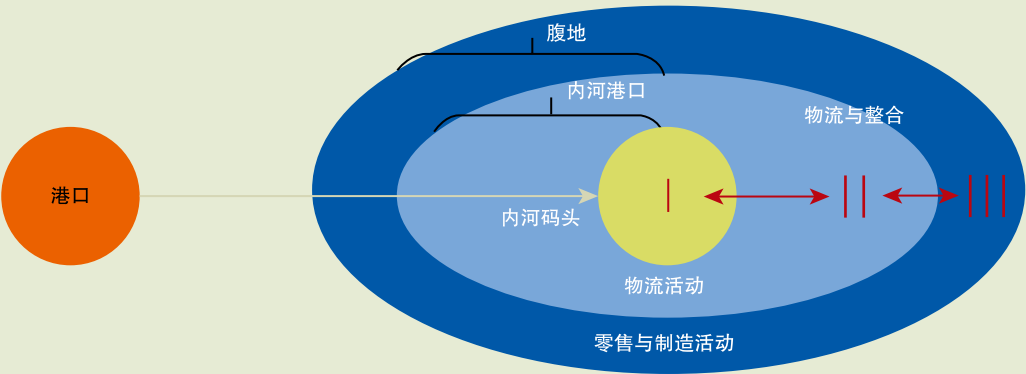 腹地
内河港口
物流与整合
港口
内河码头
物流活动
零售与制造活动